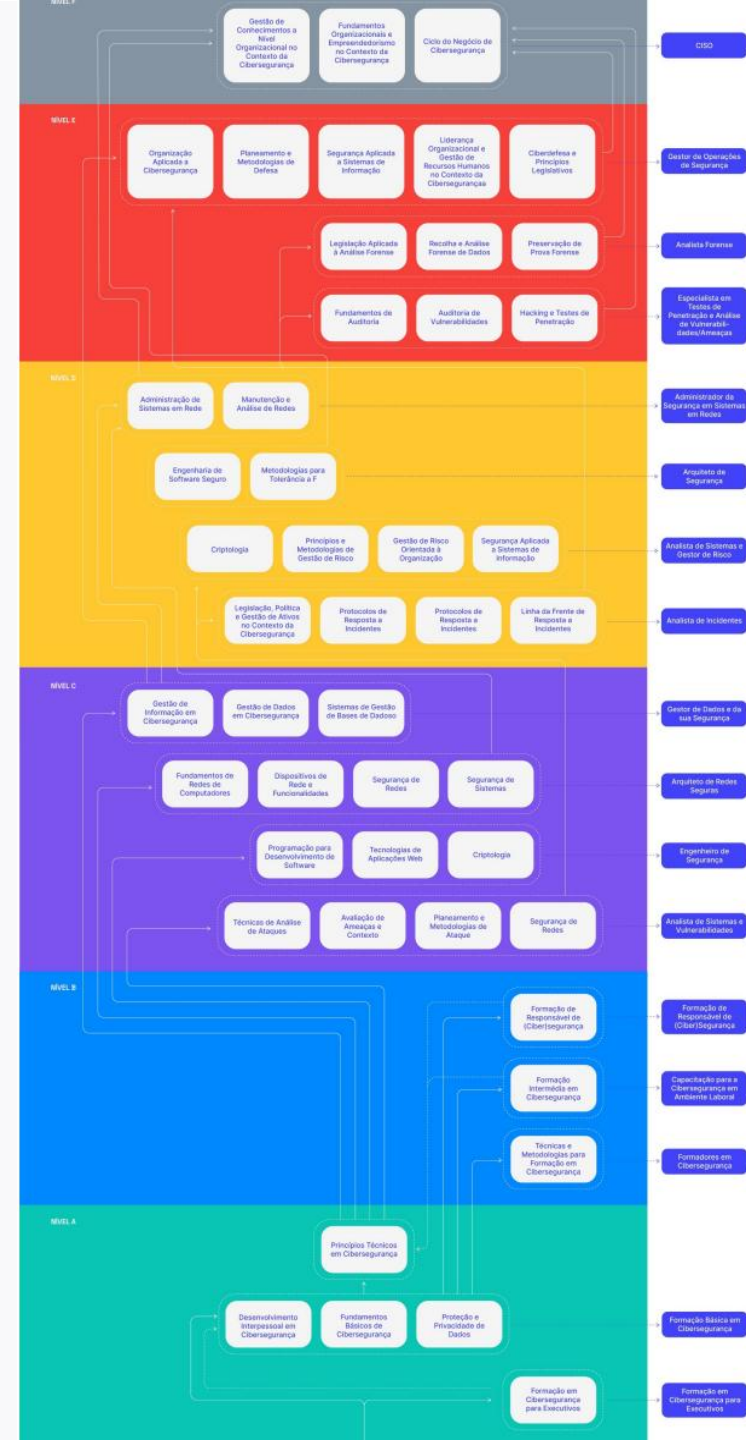 NÍVEL F
Gestão de
Conhecimentos a
Nível
Organizacional no
Contexto da
Cibersegurança
Fundamentos
Organizacionais e
Empreendedorismo
no Contexto da
Cibersegurança
Ciclo do Negócio de
Cibersegurança
CISO
NÍVEL E
Organização
Aplicada a
Cibersegurança
Planeamento e
Metodologias de
Defesa
Segurança Aplicada
a Sistemas de
Informação
Liderança
Organizacional e
Gestão de
Recursos Humanos
no Contexto da
Ciberseguranças
Ciberdefesa e
Princípios
Legislativos
Gestor de Operações
de Segurança
Legislação Aplicada
à Análise Forense
Recolha e Análise
Forense de Dados
Preservação de
Prova Forense
Analista Forense
Fundamentos de
Auditoria
Auditoria de
Vulnerabilidades
Hacking e Testes de
Penetração
Especialista em
Testes de
Penetração e Análise
de Vulnerabili-
dades/Ameaças
NÍVEL D
Administração de
Sistemas em Rede
Manutenção e
Análise de Redes
Administrador da
Segurança em Sistemas
em Redes
Engenharia de
Software Seguro
Metodologias para
Tolerância a F
Arquiteto de
Segurança
Criptologia
Princípios e
Metodologias de
Gestão de Risco
Gestão de Risco
Orientada à
Organização
Segurança Aplicada
a Sistemas de
Informação
Analista de Sistemas e
Gestor de Risco
Legislação, Política
e Gestão de Ativos
no Contexto da
Cibersegurança
Protocolos de
Resposta a
Incidentes
Protocolos de
Resposta a
Incidentes
Linha da Frente de
Resposta a
Incidentes
Analista de Incidentes
NÍVEL C
Gestão de
Informação em
Cibersegurança
Gestão de Dados
em Cibersegurança
Sistemas de Gestão
de Bases de Dadoso
Gestor de Dados e da
sua Segurança
Fundamentos de
Redes de
Computadores
Dispositivos de
Rede e
Funcionalidades
Segurança de
Redes
Segurança de
Sistemas
Arquiteto de Redes
Seguras
Programação para
Desenvolvimento de
Software
Tecnologias de
Aplicações Web
Criptologia
Engenheiro de
Segurança
Técnicas de Análise
de Ataques
Avaliação de
Ameaças e
Contexto
Planeamento e
Metodologias de
Ataque
Segurança de
Redes
Analista de Sistemas e
Vulnerabilidades
NÍVEL B
Formação de
Responsável de
(Ciber)segurança
Formação de
Responsável de
(Ciber)Segurança
Formação
Intermédia em
Cibersegurança
Capacitação para a
Cibersegurança em
Ambiente Laboral
Técnicas e
Metodologias para
Formação em
Cibersegurança
Formadores em
Cibersegurança
NÍVEL A
Princípios Técnicos
em Cibersegurança
Desenvolvimento
Interpessoal em
Cibersegurança
Fundamentos
Básicos de
Cibersegurança
Proteção e
Privacidade de
Dados
Formação Básica em
Cibersegurança
Formação em
Cibersegurança
para Executivos
Formação em
Cibersegurança para
Executivos